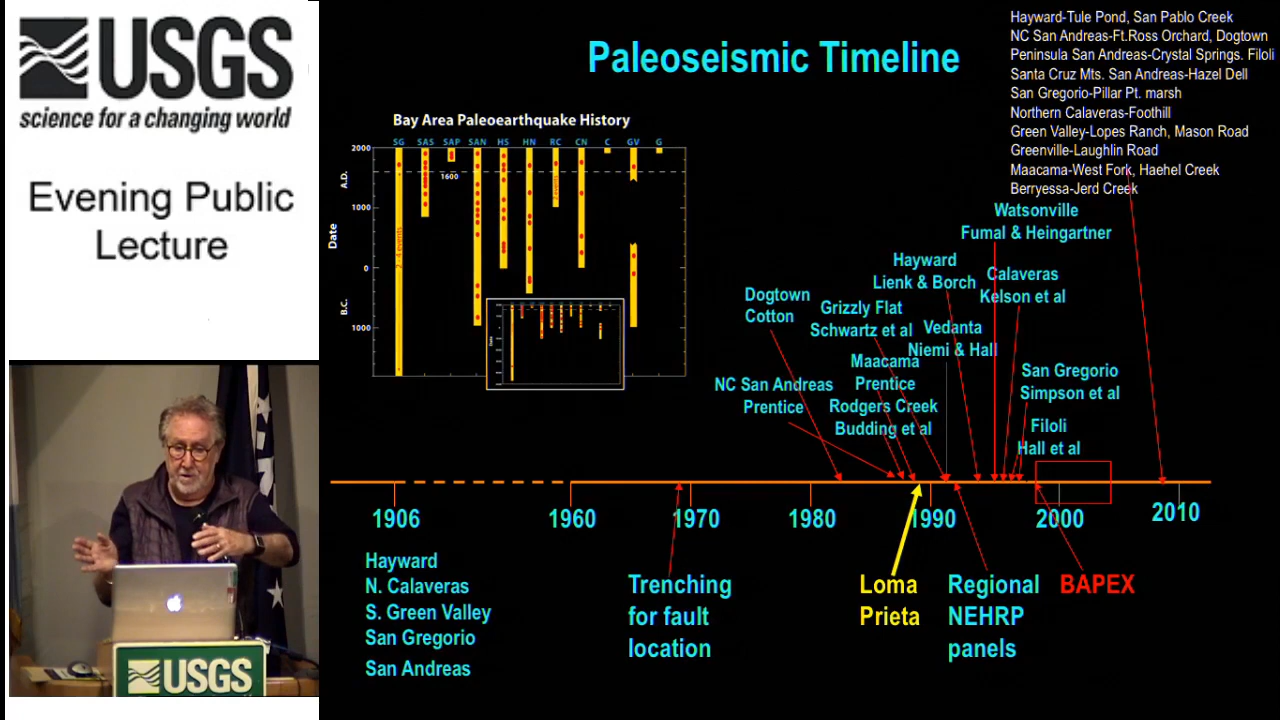 USGS
science for a changing world
Evening Public
Lecture
Paleoseismic Timeline
Hayward-Tule Pond, San Pablo Creek
NC San Andreas-Ft.Ross Orchard, Dogtown
Peninsula San Andreas-Crystal Springs. Filoli
Santa Cruz Mts. San Andreas-Hazel Dell
San Gregorio-Pillar Pt. marsh
Northern Calaveras-Foothill
Green Valley-Lopes Ranch, Mason Road
Greenville-Laughlin Road
Maacama-West Fork, Haehel Creek
Berryessa-Jerd Creek
Bay Area Paleoearthquake History
SG SAS SAP SAN HS HN RC CN C GV G
2000
1600
A.D.
1000
Date
0
B.C.
1000
2 - 4 events
Watsonville
Fumal & Heingartner
Hayward
Lienk & Borch
Calaveras
Kelson et al
Dogtown
Cotton
Grizzly Flat
Schwartz et al
Vedanta
Niemi & Hall
Maacama
Prentice
NC San Andreas
Prentice
Rodgers Creek
Budding et al
San Gregorio
Simpson et al
Filoli
Hall et al
1906
1960
1970
1980
1990
2000
2010
Hayward
N. Calaveras
S. Green Valley
San Gregorio
San Andreas
Trenching
for fault
location
Loma
Prieta
Regional
NEHRP
panels
BAPEX
USGS